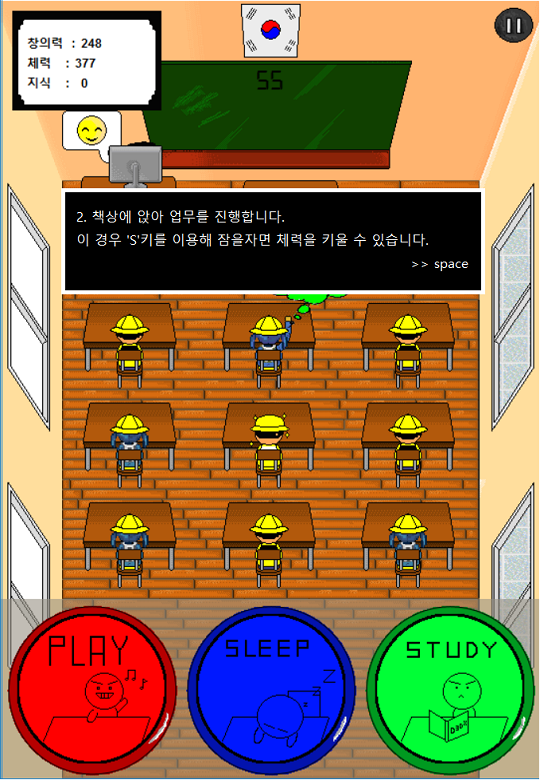 창의력 : 248
체력 : 377
지식 : 0
55
2. 책상에 앉아 업무를 진행합니다.
이 경우 'S'키를 이용해 잠을자면 체력을 키울 수 있습니다.
>> space
PLAY
SLEEP
STUDY
Z
Z
Z